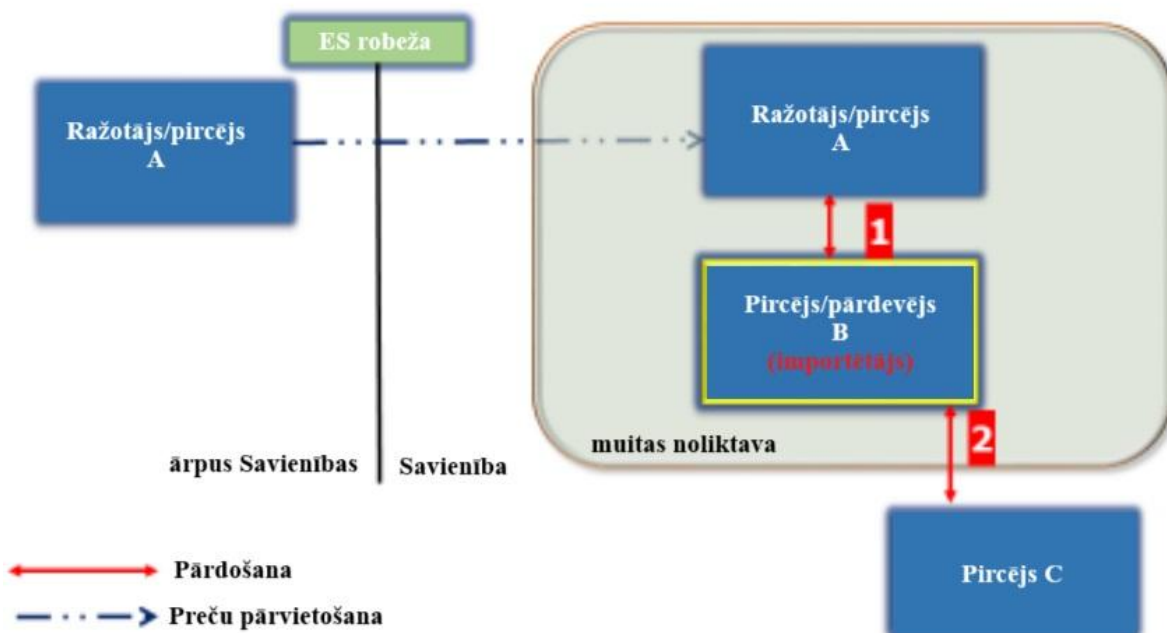 ES robeža
Ražotājs/pircējs
A
Ražotājs/pircējs
A
1
Pircējs/pārdevējs
B
(importētājs)
2
muitas noliktava
ārpus Savienības
Savienība
Pircējs C
Pārdošana
Preču pārvietošana